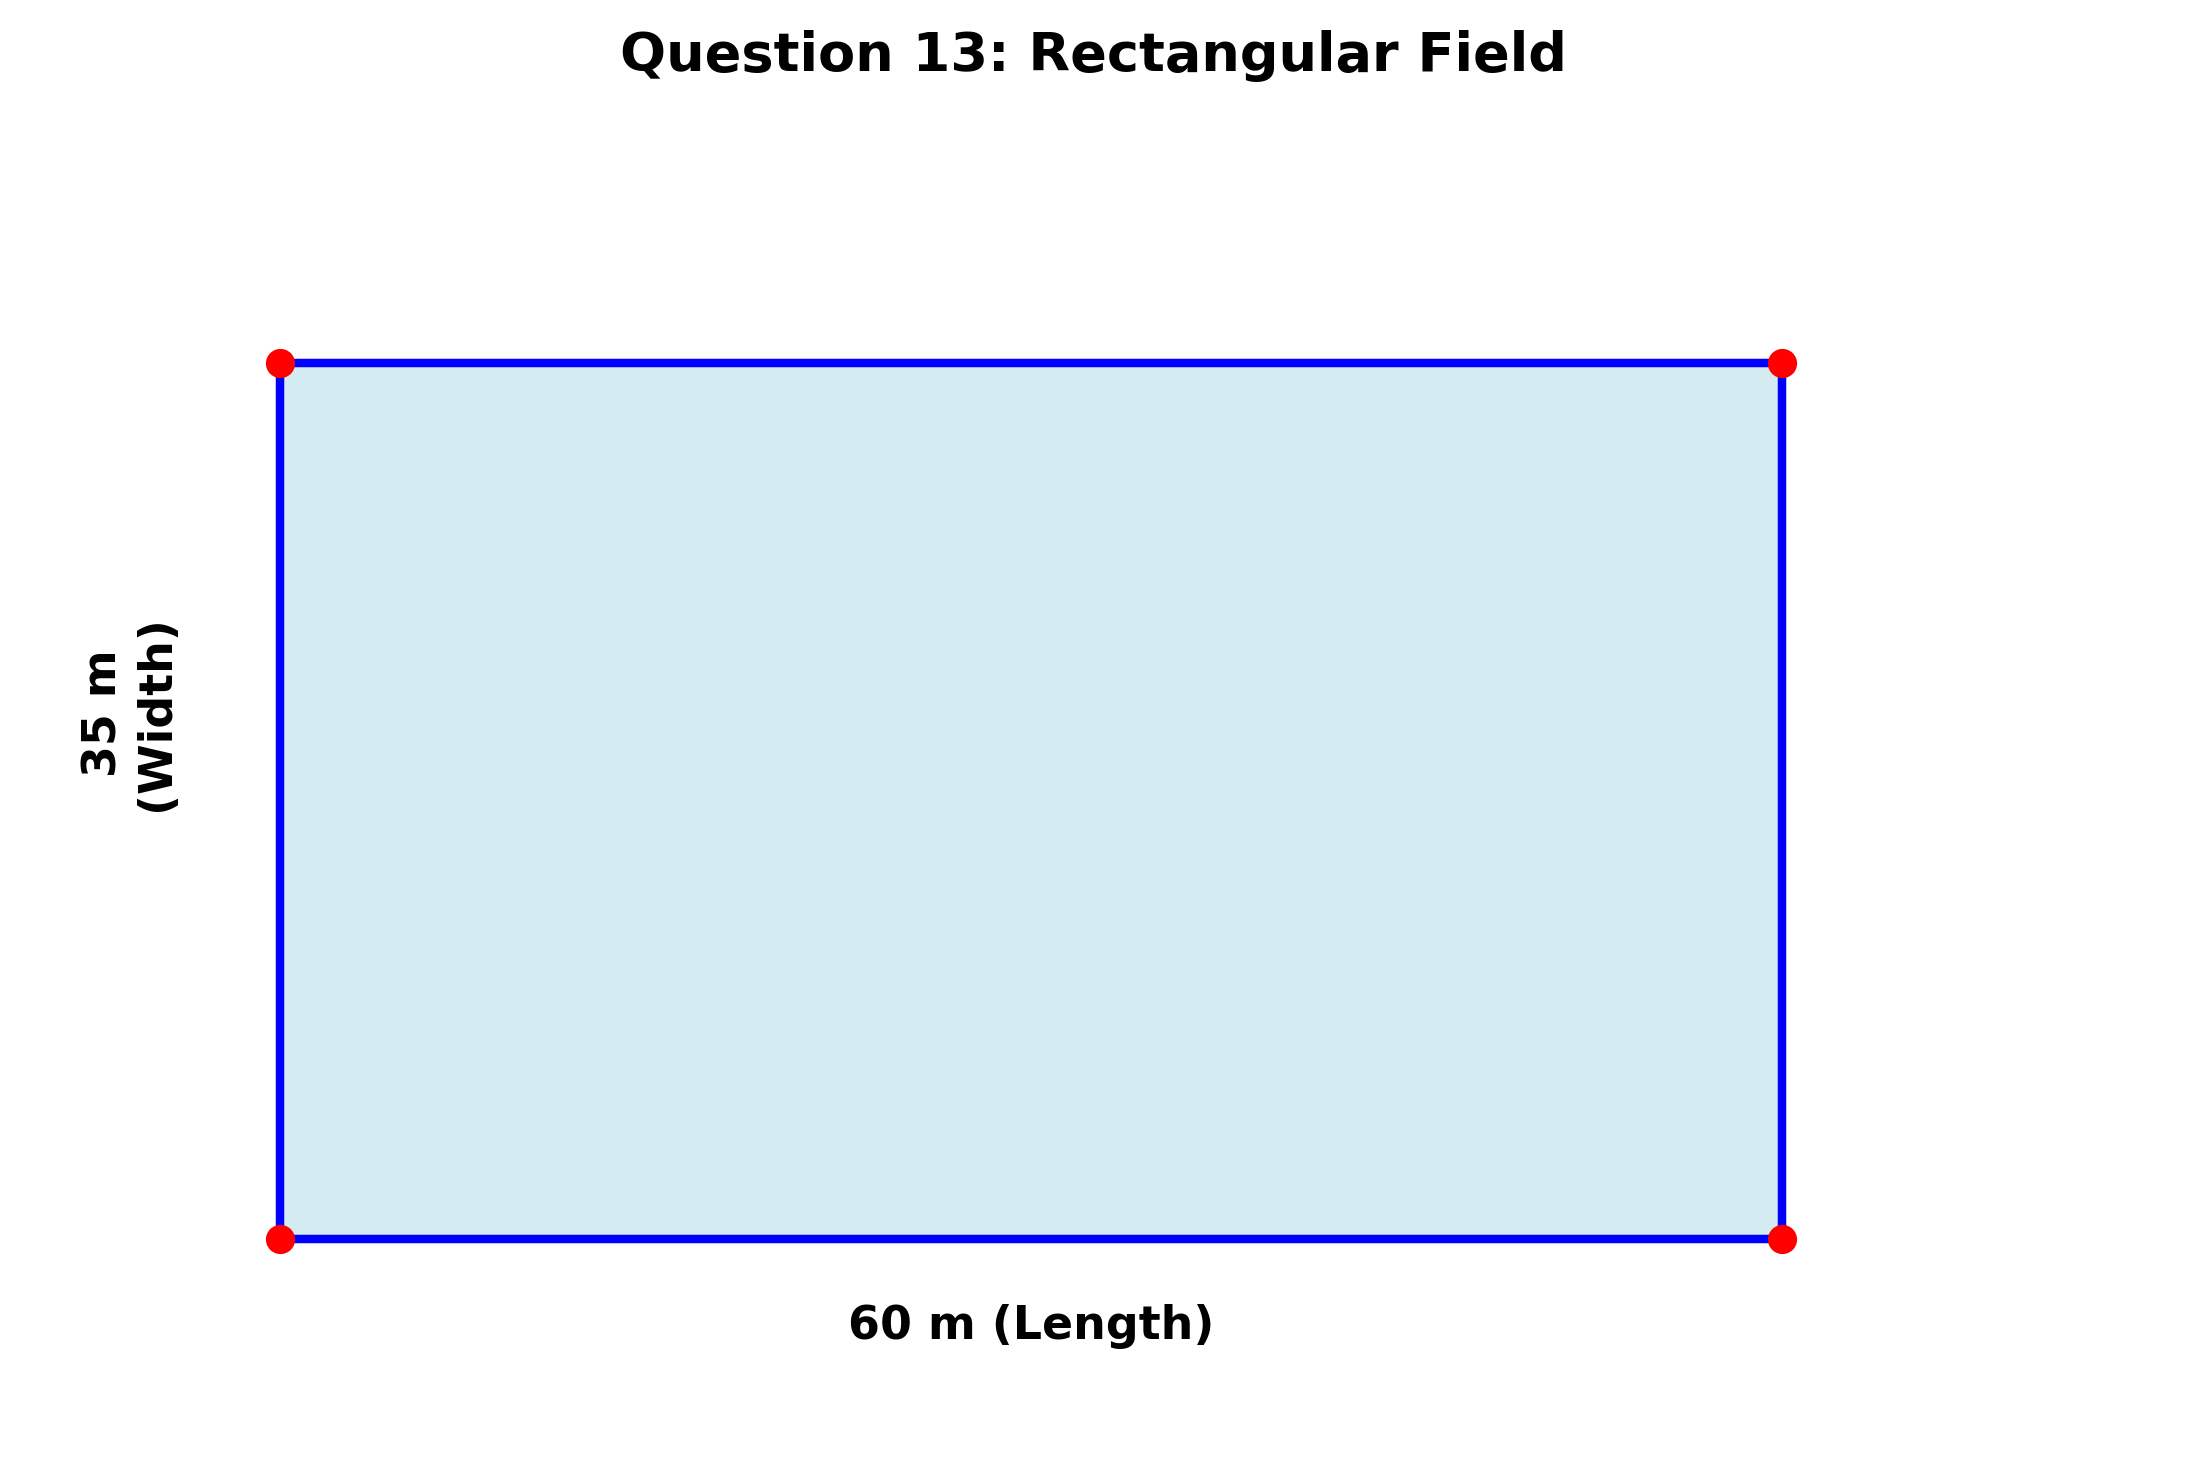 Question 13: Rectangular Field
35 m
(Width)
60 m (Length)